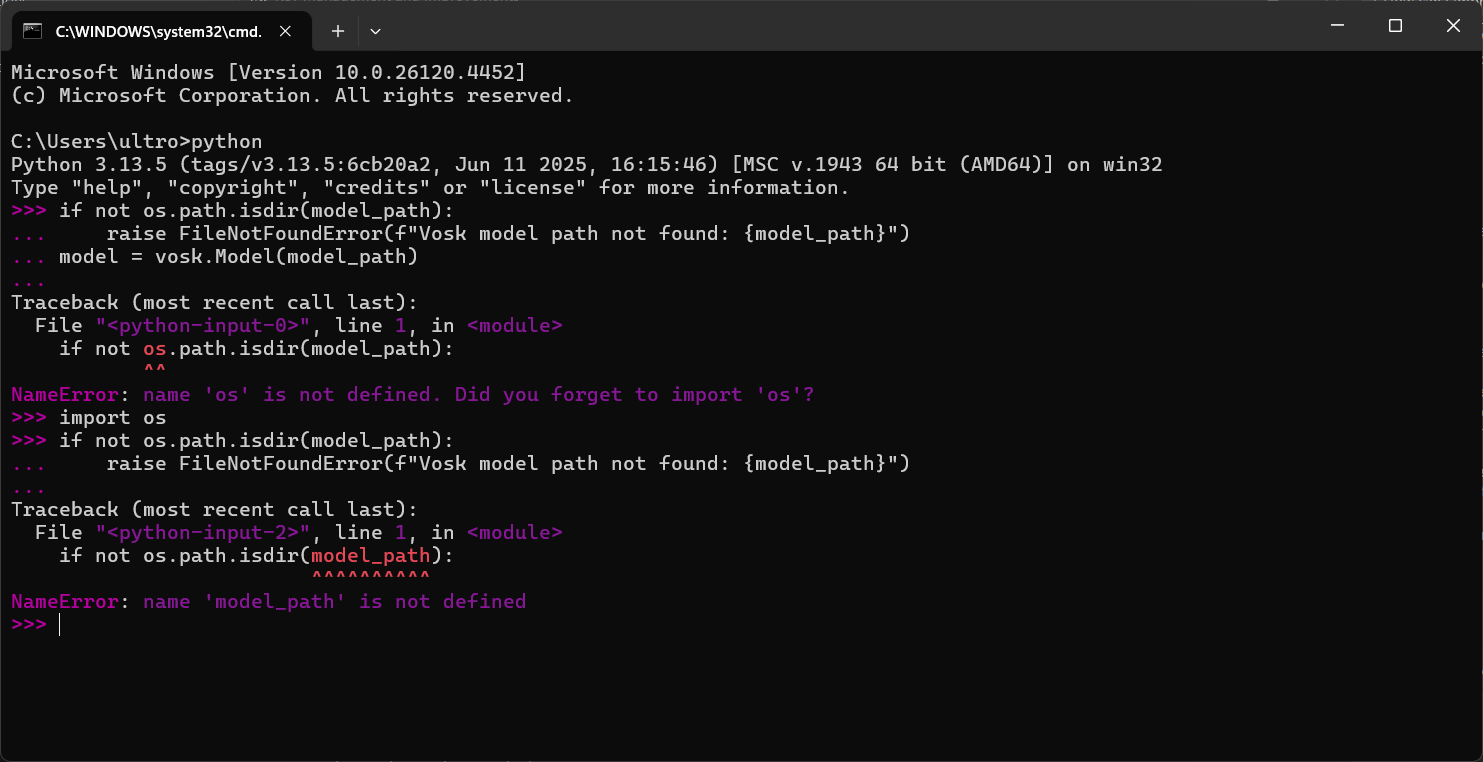 C:\WINDOWS\system32\cmd.
Microsoft Windows [Version 10.0.26120.4452]
(c) Microsoft Corporation. All rights reserved.
C:\Users\ultro>python
Python 3.13.5 (tags/v3.13.5:6cb20a2, Jun 11 2025, 16:15:46) [MSC v.1943 64 bit (AMD64)] on win32
Type "help", "copyright", "credits" or "license" for more information.
>>> if not os.path.isdir(model_path):
...     raise FileNotFoundError(f"Vosk model path not found: {model_path}")
... model = vosk.Model(model_path)
...
Traceback (most recent call last):
  File "<python-input-0>", line 1, in <module>
    if not os.path.isdir(model_path):
           ^^
NameError: name 'os' is not defined. Did you forget to import 'os'?
>>> import os
>>> if not os.path.isdir(model_path):
...     raise FileNotFoundError(f"Vosk model path not found: {model_path}")
...
Traceback (most recent call last):
  File "<python-input-2>", line 1, in <module>
    if not os.path.isdir(model_path):
                         ^^^^^^^^^^
NameError: name 'model_path' is not defined
>>>